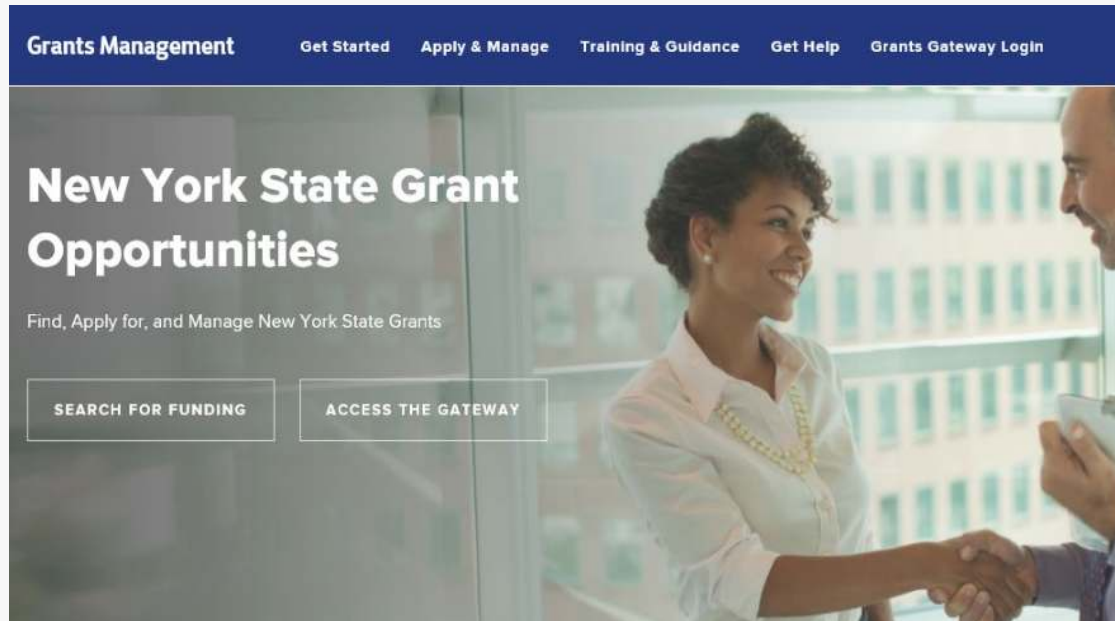 Grants Management
Get Started
Apply & Manage
Training & Guidance
Get Help
Grants Gateway Login
New York State Grant
Opportunities
Find, Apply for, and Manage New York State Grants
SEARCH FOR FUNDING
ACCESS THE GATEWAY